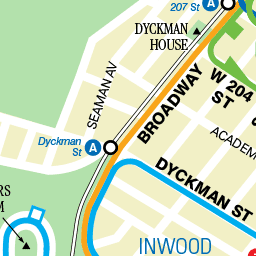 207 St A
DYCKMAN
HOUSE
SEAMAN AV
BROADWAY
W 204
ST
ACADEM
Dyckman
St A
DYCKMAN ST
INWOOD